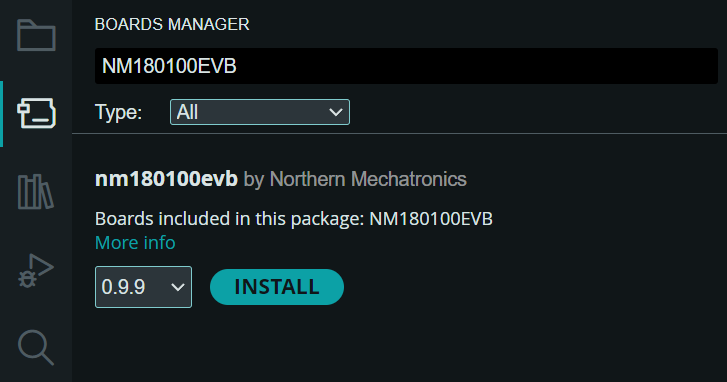 BOARDS MANAGER
NM180100EVB
Type: All
nm180100evb by Northern Mechatronics
Boards included in this package: NM180100EVB
More info
0.9.9 INSTALL